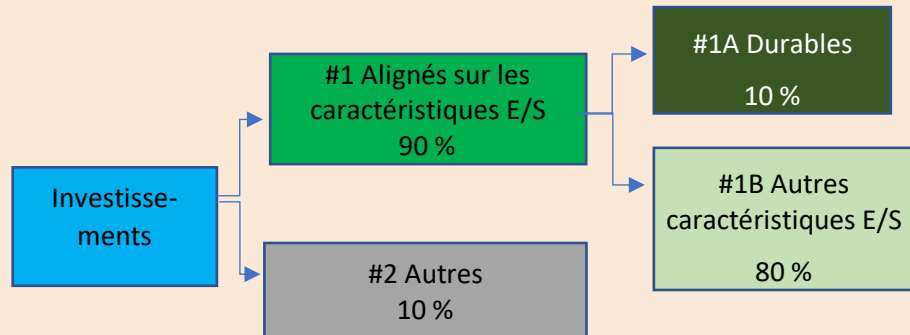 Investisse-
ments
#1 Alignés sur les
caractéristiques E/S
90 %
#2 Autres
10 %
#1A Durables
10 %
#1B Autres
caractéristiques E/S
80 %